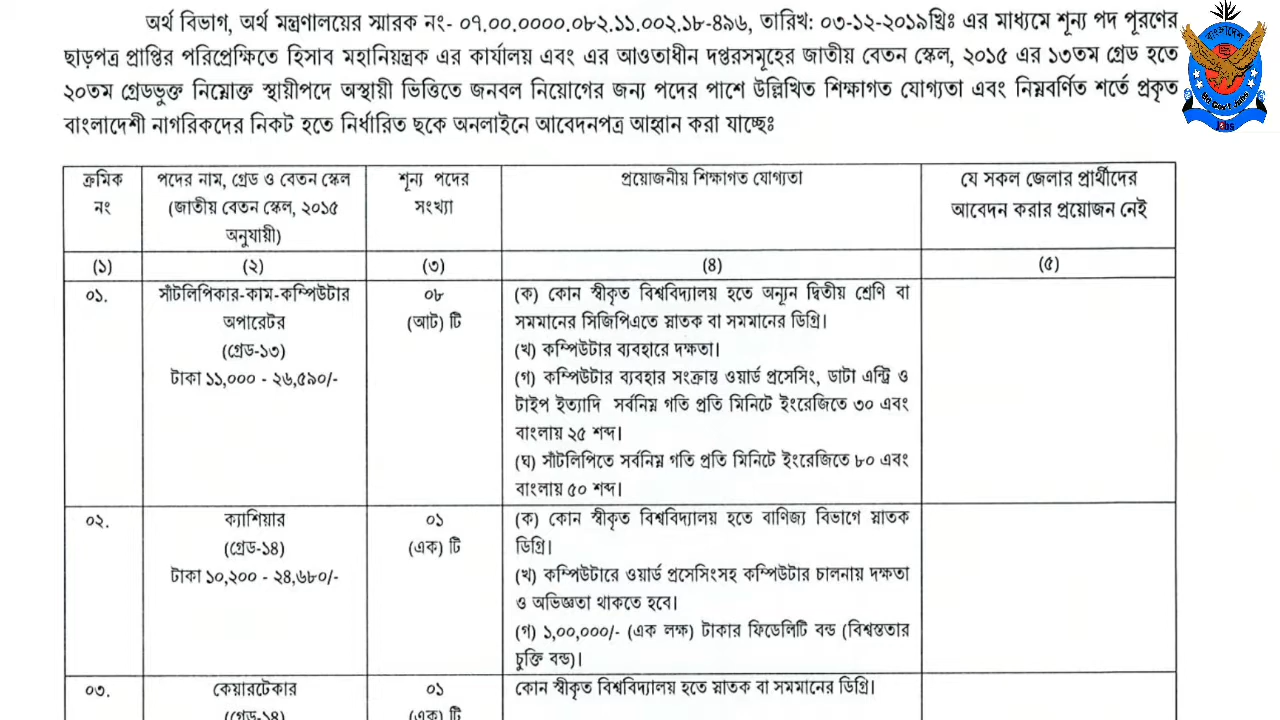 অর্থ বিভাগ, অর্থ মন্ত্রণালয়ের স্মারক নং- ০৭.০০.০০০০.০৮২.১১.০০২.১৮-৪৯৬, তারিখ: ০৩-১২-২০১৯খ্রিঃ এর মাধ্যমে শূন্য পদ পূরণের
ছাড়পত্র প্রাপ্তির পরিপ্রেক্ষিতে হিসাব মহানিয়ন্ত্রক এর কার্যালয় এবং এর আওতাধীন দপ্তরসমূহের জাতীয় বেতন স্কেল, ২০১৫ এর ১৩তম গ্রেড হতে
২০তম গ্রেডভুক্ত নিম্নোক্ত স্থায়ীপদে অস্থায়ী ভিত্তিতে জনবল নিয়োগের জন্য পদের পাশে উল্লিখিত শিক্ষাগত যোগ্যতা এবং নিম্নবর্ণিত শর্তে প্রকৃত
বাংলাদেশী নাগরিকদের নিকট হতে নির্ধারিত ছকে অনলাইনে আবেদনপত্র আহ্বান করা যাচ্ছেঃ
বাংলাদেশ
Jobs
ক্রমিক নং
পদের নাম, গ্রেড ও বেতন স্কেল
(জাতীয় বেতন স্কেল, ২০১৫
অনুযায়ী)
শূন্য পদের
সংখ্যা
প্রয়োজনীয় শিক্ষাগত যোগ্যতা
যে সকল জেলার প্রার্থীদের
আবেদন করার প্রয়োজন নেই
(১) (২) (৩) (৪) (৫)
০১.
সাঁটলিপিকার-কাম-কম্পিউটার
অপারেটর
(গ্রেড-১৩)
টাকা ১১,০০০ - ২৬,৫৯০/-
০৮
(আট) টি
(ক) কোন স্বীকৃত বিশ্ববিদ্যালয় হতে অন্যূন দ্বিতীয় শ্রেণি বা
সমমানের সিজিপিএতে স্নাতক বা সমমানের ডিগ্রি।
(খ) কম্পিউটার ব্যবহারে দক্ষতা।
(গ) কম্পিউটার ব্যবহার সংক্রান্ত ওয়ার্ড প্রসেসিং, ডাটা এন্ট্রি ও
টাইপ ইত্যাদি সর্বনিম্ন গতি প্রতি মিনিটে ইংরেজিতে ৩০ এবং
বাংলায় ২৫ শব্দ।
(ঘ) সাঁটলিপিতে সর্বনিম্ন গতি প্রতি মিনিটে ইংরেজিতে ৮০ এবং
বাংলায় ৫০ শব্দ।
০২.
ক্যাশিয়ার
(গ্রেড-১৪)
টাকা ১০,২০০ - ২৪,৬৮০/-
০১
(এক) টি
(ক) কোন স্বীকৃত বিশ্ববিদ্যালয় হতে বাণিজ্য বিভাগে স্নাতক
ডিগ্রি।
(খ) কম্পিউটারে ওয়ার্ড প্রসেসিংসহ কম্পিউটার চালনায় দক্ষতা
ও অভিজ্ঞতা থাকতে হবে।
(গ) ১,০০,০০০/- (এক লক্ষ) টাকার ফিডেলিটি বন্ড (বিশ্বস্ততার
চুক্তি বন্ড)।
০৩.
কেয়ারটেকার
(গ্রেড-১৪)
০১
(এক) টি
কোন স্বীকৃত বিশ্ববিদ্যালয় হতে স্নাতক বা সমমানের ডিগ্রি।